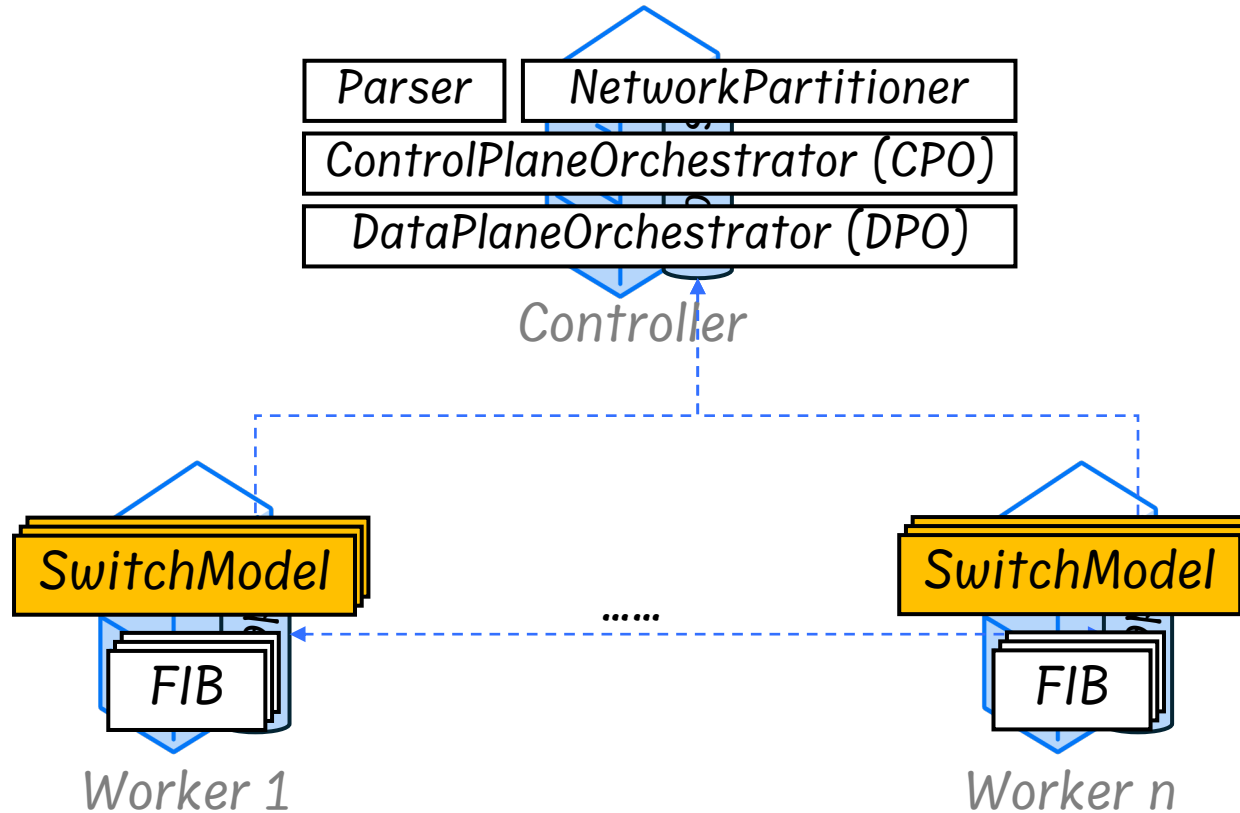 Parser NetworkPartitioner
ControlPlaneOrchestrator (CPO)
DataPlaneOrchestrator (DPO)
Controller
SwitchModel
SwitchModel
......
FIB
FIB
Worker 1
Worker n